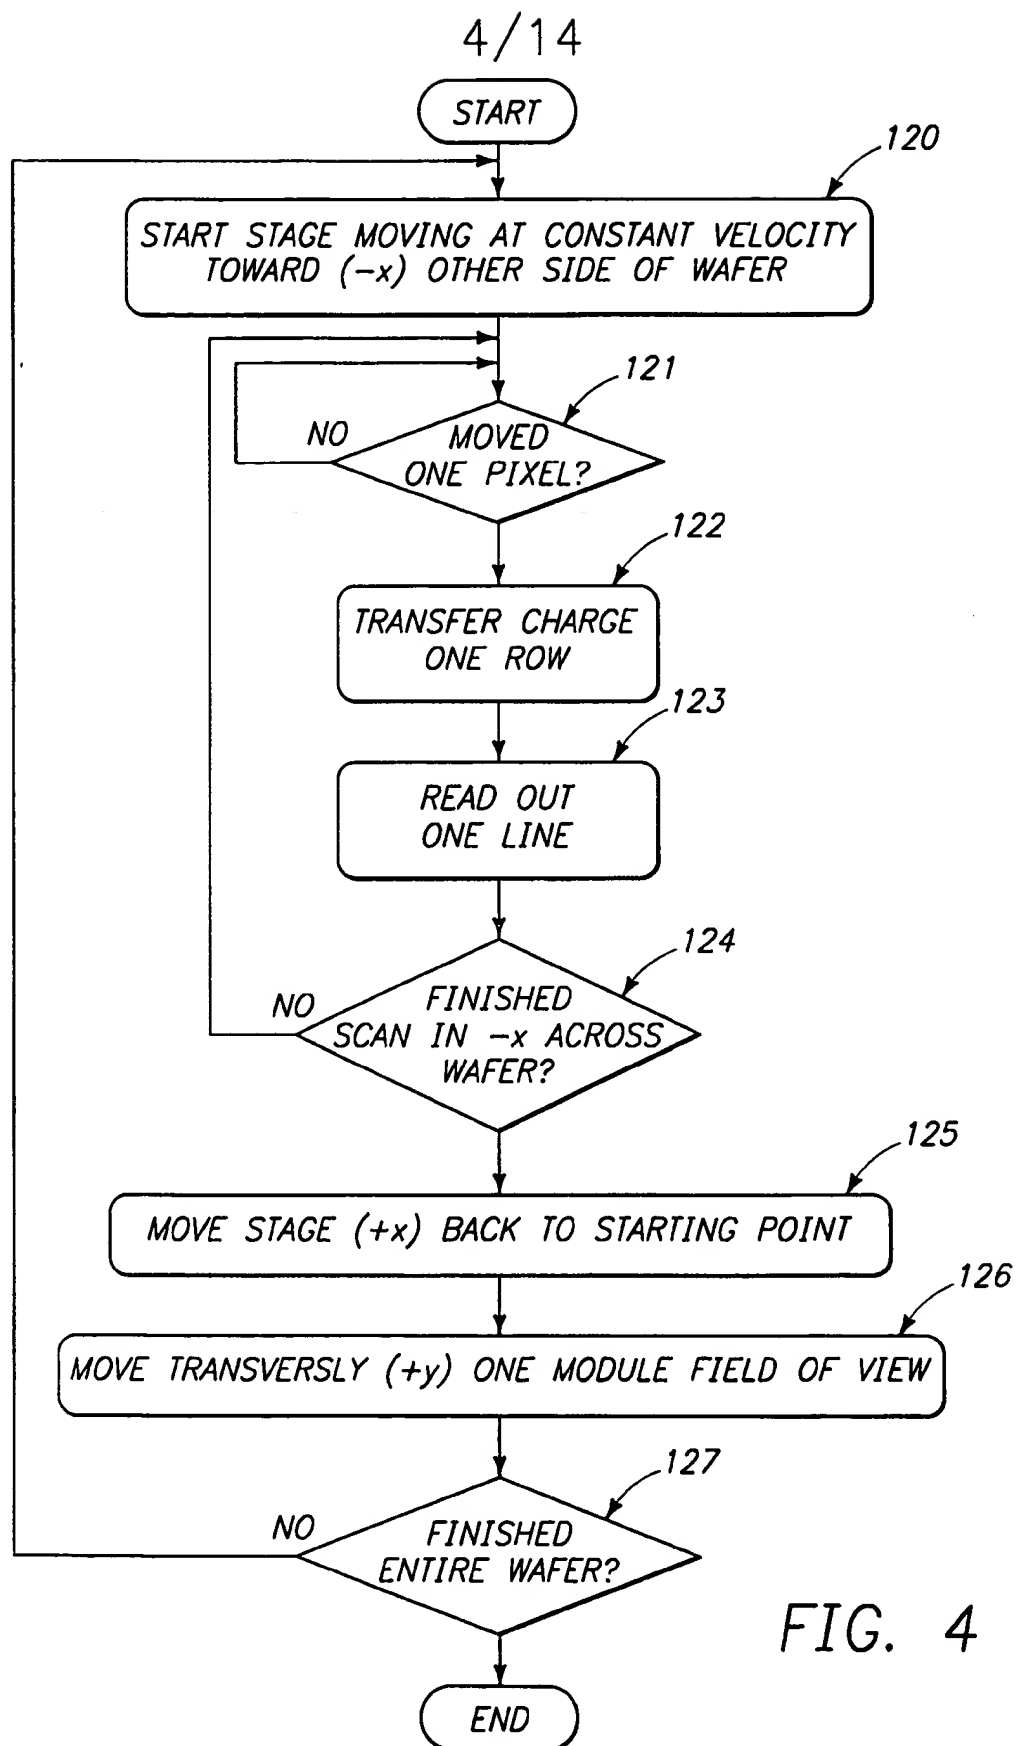 4/14
START
120
START STAGE MOVING AT CONSTANT VELOCITY
TOWARD (-x) OTHER SIDE OF WAFER
121
NO
MOVED
ONE PIXEL?
122
TRANSFER CHARGE
ONE ROW
123
READ OUT
ONE LINE
124
NO
FINISHED
SCAN IN -x ACROSS
WAFER?
125
MOVE STAGE (+x) BACK TO STARTING POINT
126
MOVE TRANSVERSLY (+y) ONE MODULE FIELD OF VIEW
127
NO
FINISHED
ENTIRE WAFER?
FIG. 4
END